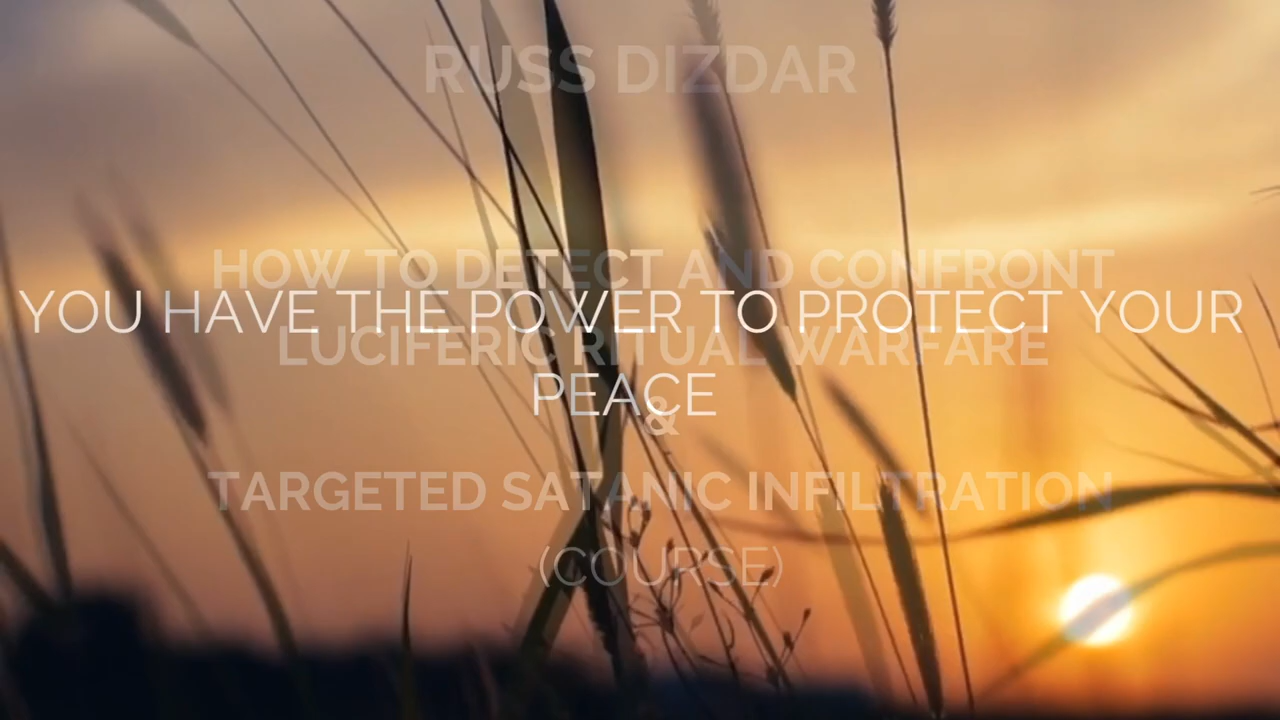 RUSS DIZDAR
HOW TO DETECT AND CONFRONT
YOU HAVE THE POWER TO PROTECT YOUR
LUCIFERIC RITUAL WARFARE
PEACE
&
TARGETED SATANIC INFILTRATION
(COURSE)